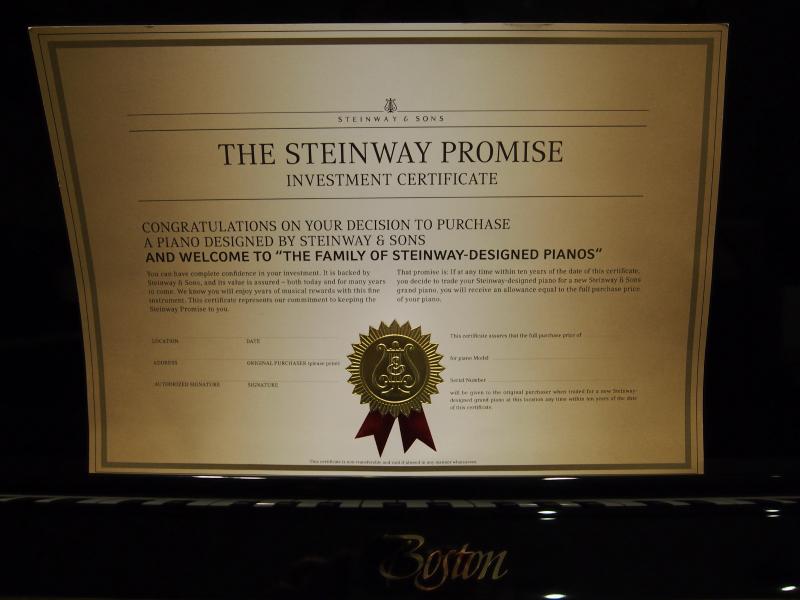 STEINWAY & SONS
THE STEINWAY PROMISE
INVESTMENT CERTIFICATE
CONGRATULATIONS ON YOUR DECISION TO PURCHASE
A PIANO DESIGNED BY STEINWAY & SONS
AND WELCOME TO "THE FAMILY OF STEINWAY-DESIGNED PIANOS"
You can have complete confidence in your investment. It is backed by
Steinway & Sons, and its value is assured – both today and for many years
to come. We know you will enjoy years of musical rewards with this fine
instrument. This certificate represents our commitment to keeping the
Steinway Promise to you.
That promise is: If at any time within ten years of the date of this certificate,
you decide to trade your Steinway-designed piano for a new Steinway & Sons
grand piano, you will receive an allowance equal to the full purchase price
of your piano.
LOCATION DATE
ADDRESS ORIGINAL PURCHASER (please print)
AUTHORIZED SIGNATURE SIGNATURE
This certificate assures that the full purchase price of
for piano Model
Serial Number
will be given to the original purchaser when traded for a new Steinway-
designed grand piano at this location any time within ten years of the date
of this certificate.
This certificate is non-transferable and void if altered in any manner whatsoever.
Boston